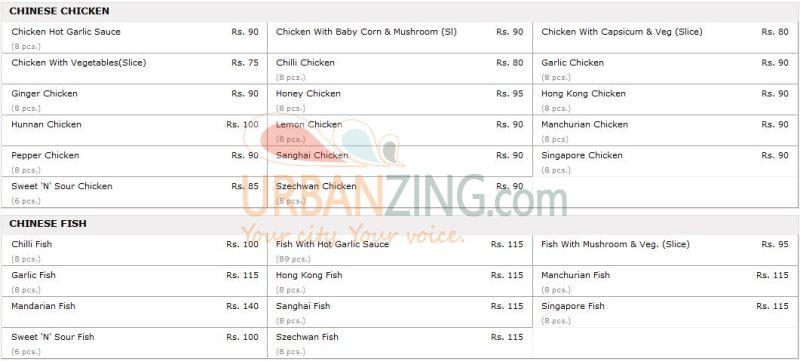 CHINESE CHICKEN
Chicken Hot Garlic Sauce Rs. 90 Chicken With Baby Corn & Mushroom (Sl) Rs. 90 Chicken With Capsicum & Veg (Slice) Rs. 80
(8 pcs.)
Chicken With Vegetables(Slice) Rs. 75 Chilli Chicken Rs. 80 Garlic Chicken Rs. 90
(8 pcs.) (8 pcs.)
Ginger Chicken Rs. 90 Honey Chicken Rs. 95 Hong Kong Chicken Rs. 90
(8 pcs.) (8 pcs.) (8 pcs.)
Hunnan Chicken Rs. 100 Lemon Chicken Rs. 90 Manchurian Chicken Rs. 90
(8 pcs.) (8 pcs.)
Pepper Chicken Rs. 90 Sanghai Chicken Rs. 90 Singapore Chicken Rs. 90
(8 pcs.) (8 pcs.)
Sweet 'N' Sour Chicken Rs. 85 Szechwan Chicken Rs. 90
(6 pcs.) (8 pcs.)
URBANZING.com
Your city. Your voice.
CHINESE FISH
Chilli Fish Rs. 100 Fish With Hot Garlic Sauce Rs. 115 Fish With Mushroom & Veg. (Slice) Rs. 95
(8 pcs.) (89 pcs.)
Garlic Fish Rs. 115 Hong Kong Fish Rs. 115 Manchurian Fish Rs. 115
(8 pcs.) (8 pcs.) (8 pcs.)
Mandarian Fish Rs. 140 Sanghai Fish Rs. 115 Singapore Fish Rs. 115
(8 pcs.) (8 pcs.)
Sweet 'N' Sour Fish Rs. 100 Szechwan Fish Rs. 115
(6 pcs.) (8 pcs.)